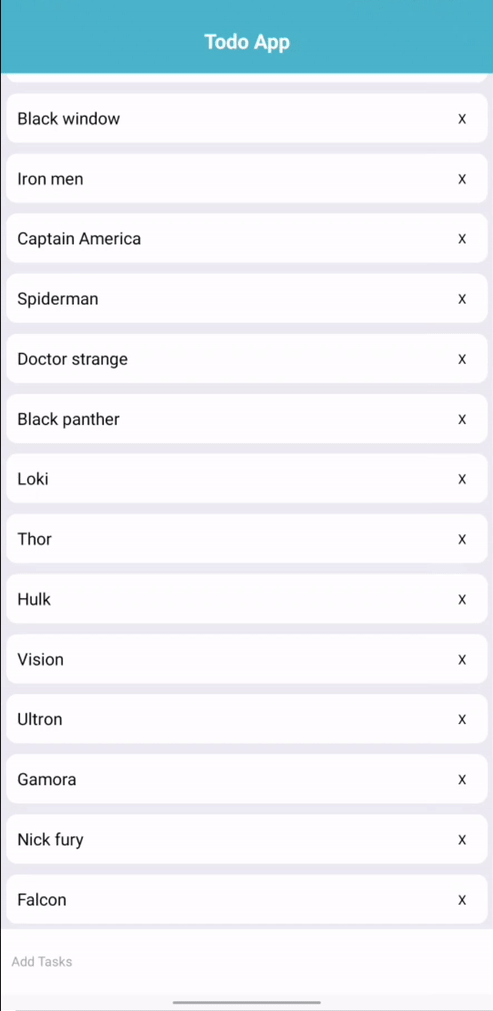 Todo App
Black window X
Iron men X
Captain America X
Spiderman X
Doctor strange X
Black panther X
Loki X
Thor X
Hulk X
Vision X
Ultron X
Gamora X
Nick fury X
Falcon X
Add Tasks